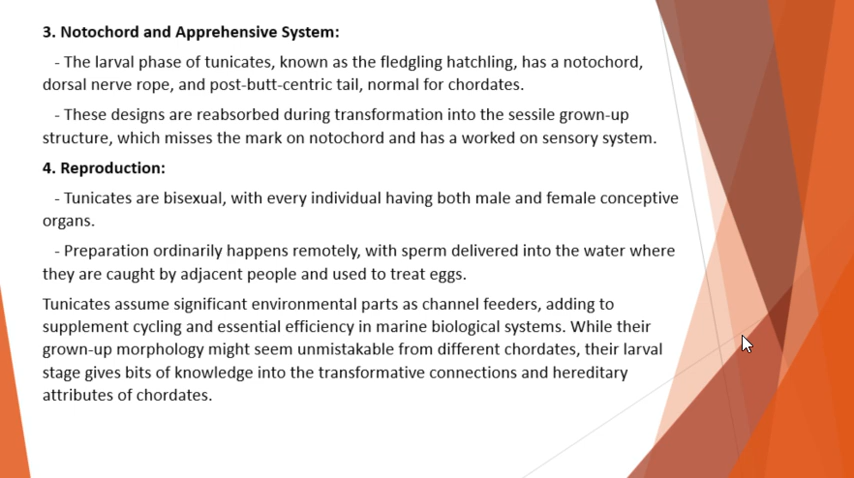 3. Notochord and Apprehensive System:
- The larval phase of tunicates, known as the fledgling hatchling, has a notochord,
dorsal nerve rope, and post-butt-centric tail, normal for chordates.
- These designs are reabsorbed during transformation into the sessile grown-up
structure, which misses the mark on notochord and has a worked on sensory system.
4. Reproduction:
- Tunicates are bisexual, with every individual having both male and female conceptive
organs.
- Preparation ordinarily happens remotely, with sperm delivered into the water where
they are caught by adjacent people and used to treat eggs.
Tunicates assume significant environmental parts as channel feeders, adding to
supplement cycling and essential efficiency in marine biological systems. While their
grown-up morphology might seem unmistakable from different chordates, their larval
stage gives bits of knowledge into the transformative connections and hereditary
attributes of chordates.